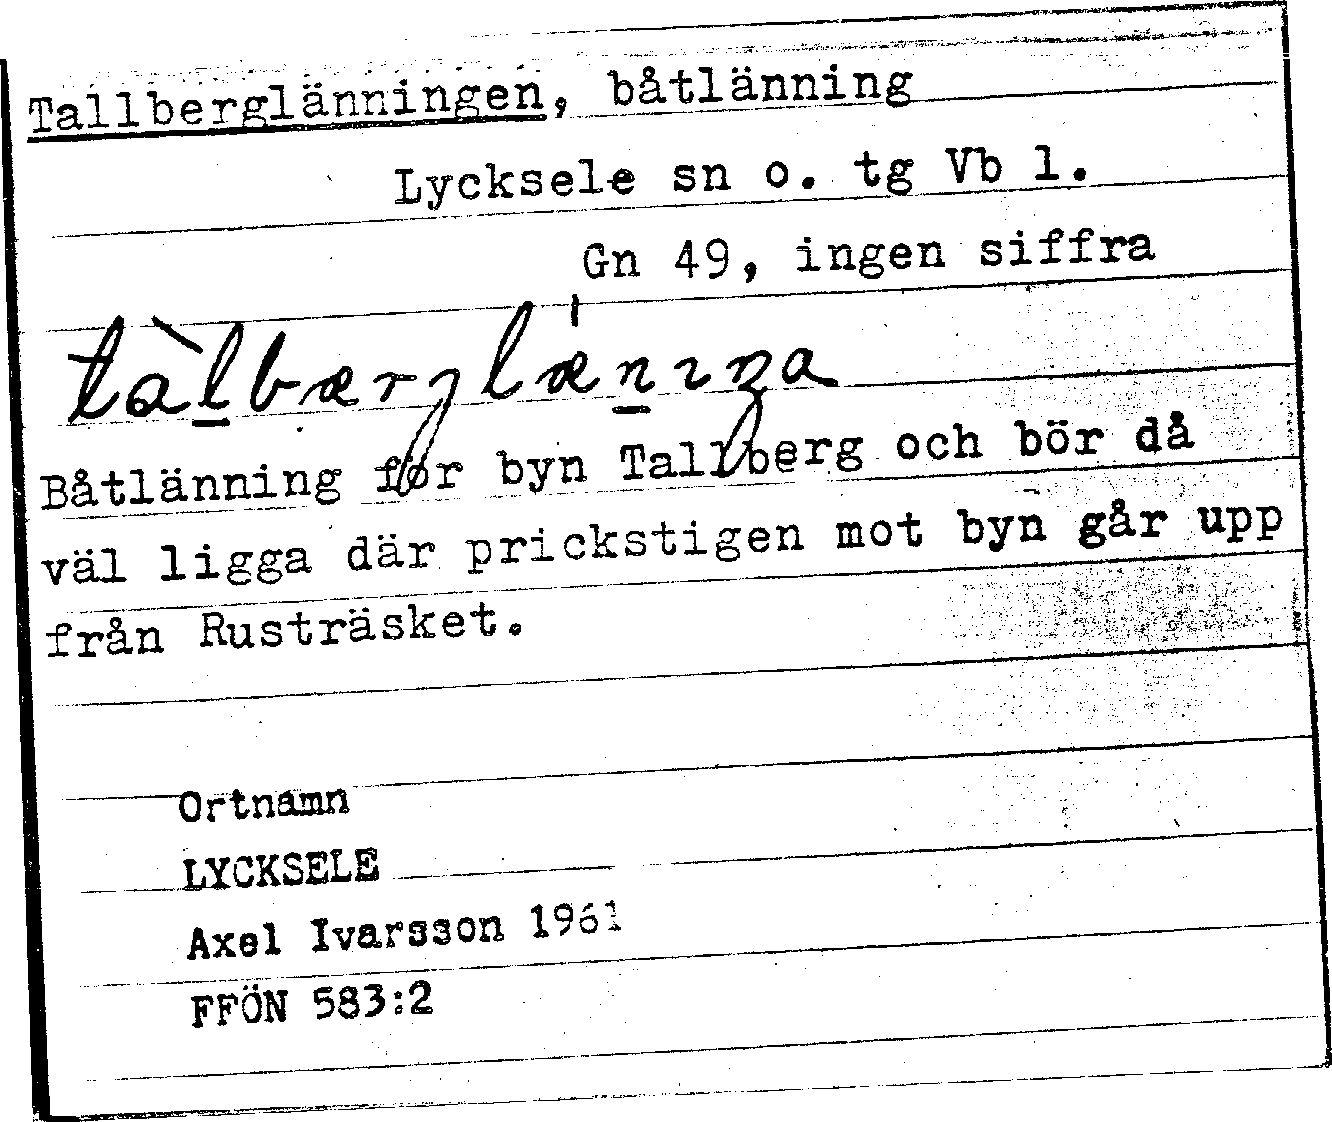 Tallberglänningen, båtlänning
Lycksele sn o. tg Vb l.
Gn 49, ingen siffra
Båtlänning för byn Tallberg och bör då
väl ligga där prickstigen mot byn går upp
från Rusträsket.
Ortnamn
LYCKSELE
Axel Ivarsson 1961
FFÖN 583:2